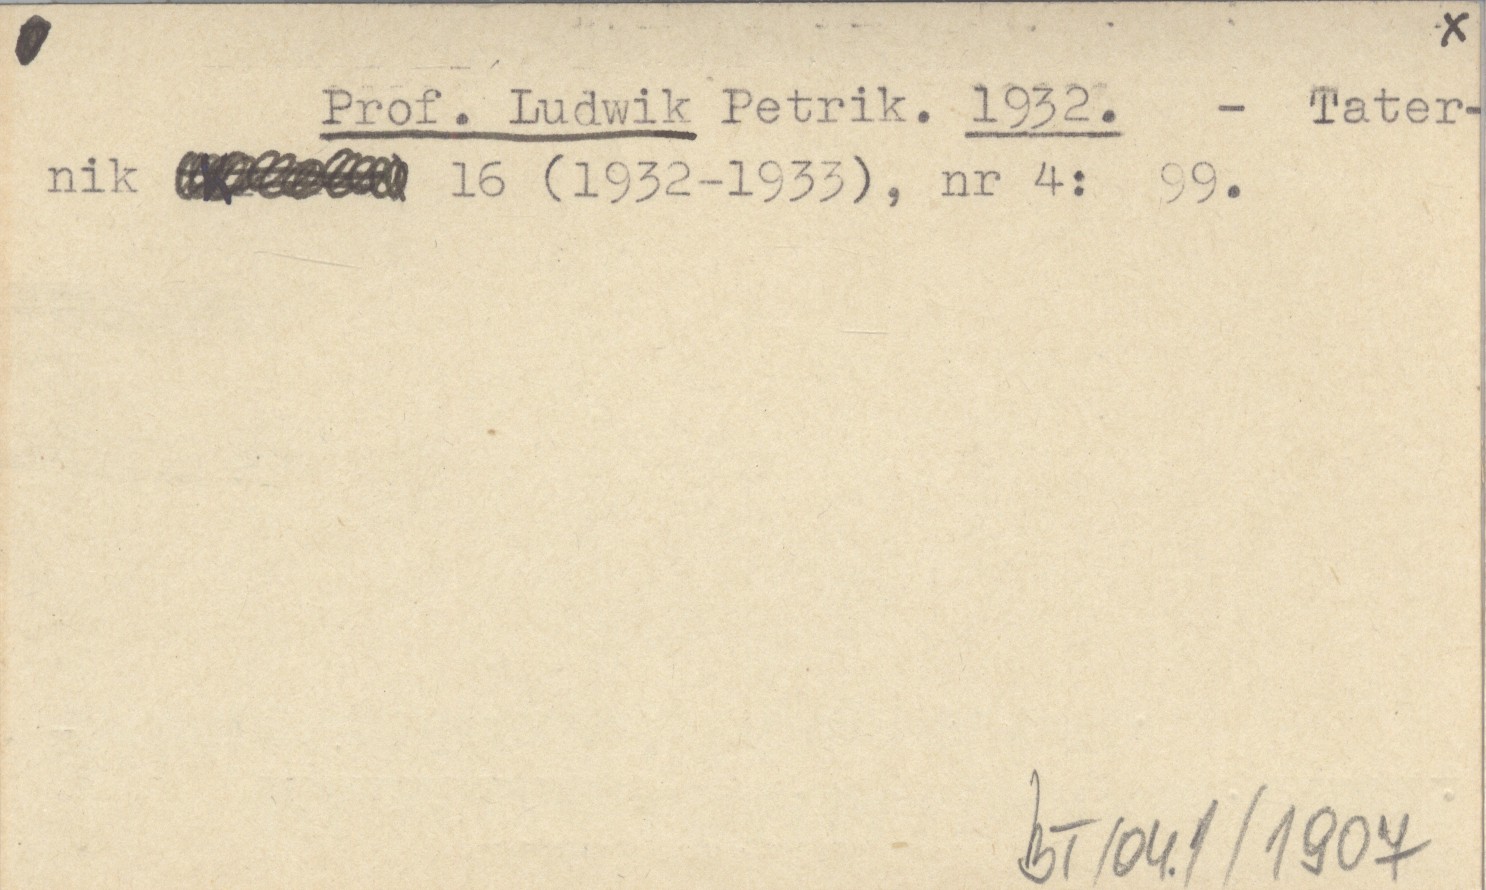 x
Prof. Ludwik Petrik. 1932. - Tater-
nik 16 (1932-1933), nr 4: 99.
BT/04.1/1907